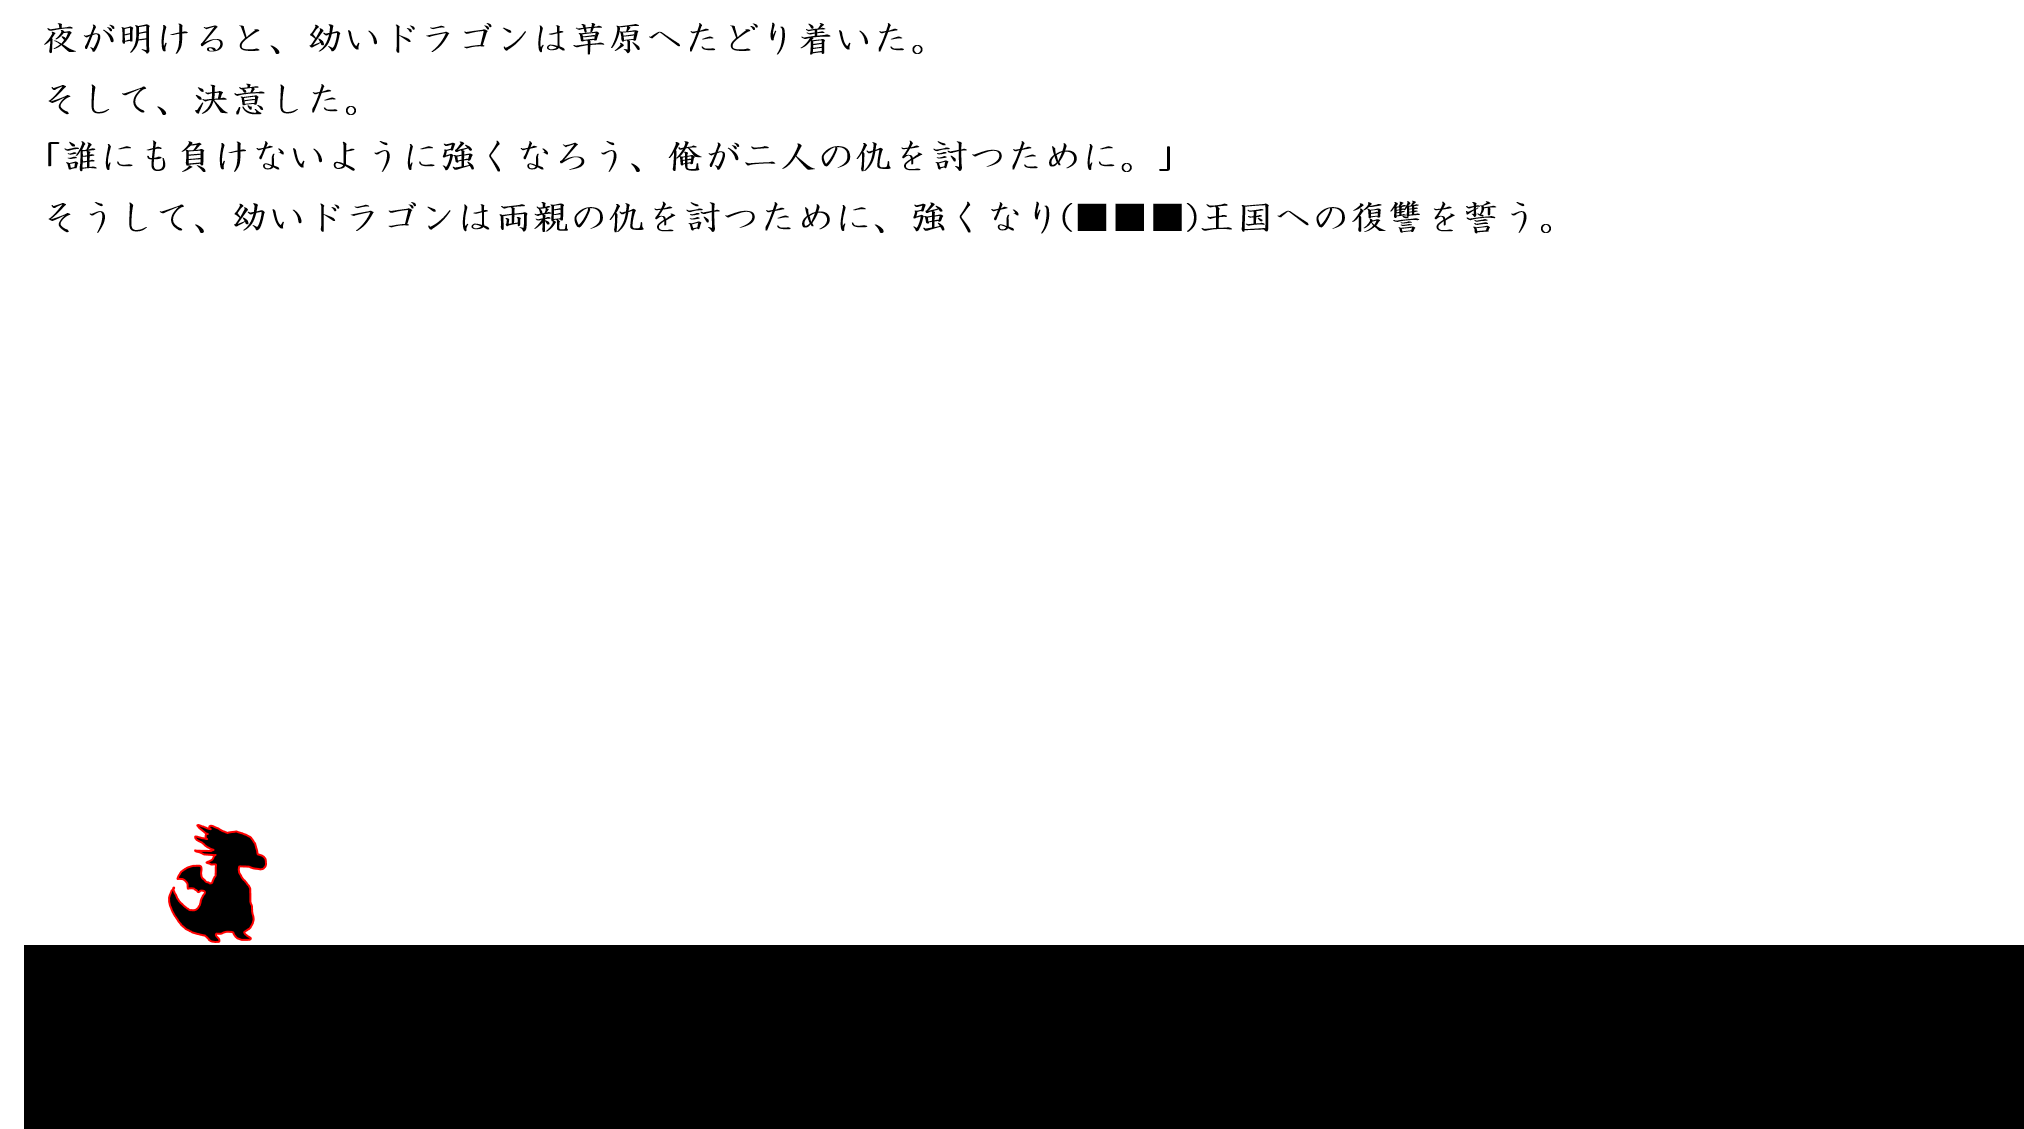 夜が明けると、幼いドラゴンは草原へたどり着いた。
そして、決意した。
「誰にも負けないように強くなろう、俺が二人の仇を討つために。」
そうして、幼いドラゴンは両親の仇を討つために、強くなり(■■■)王国への復讐を誓う。